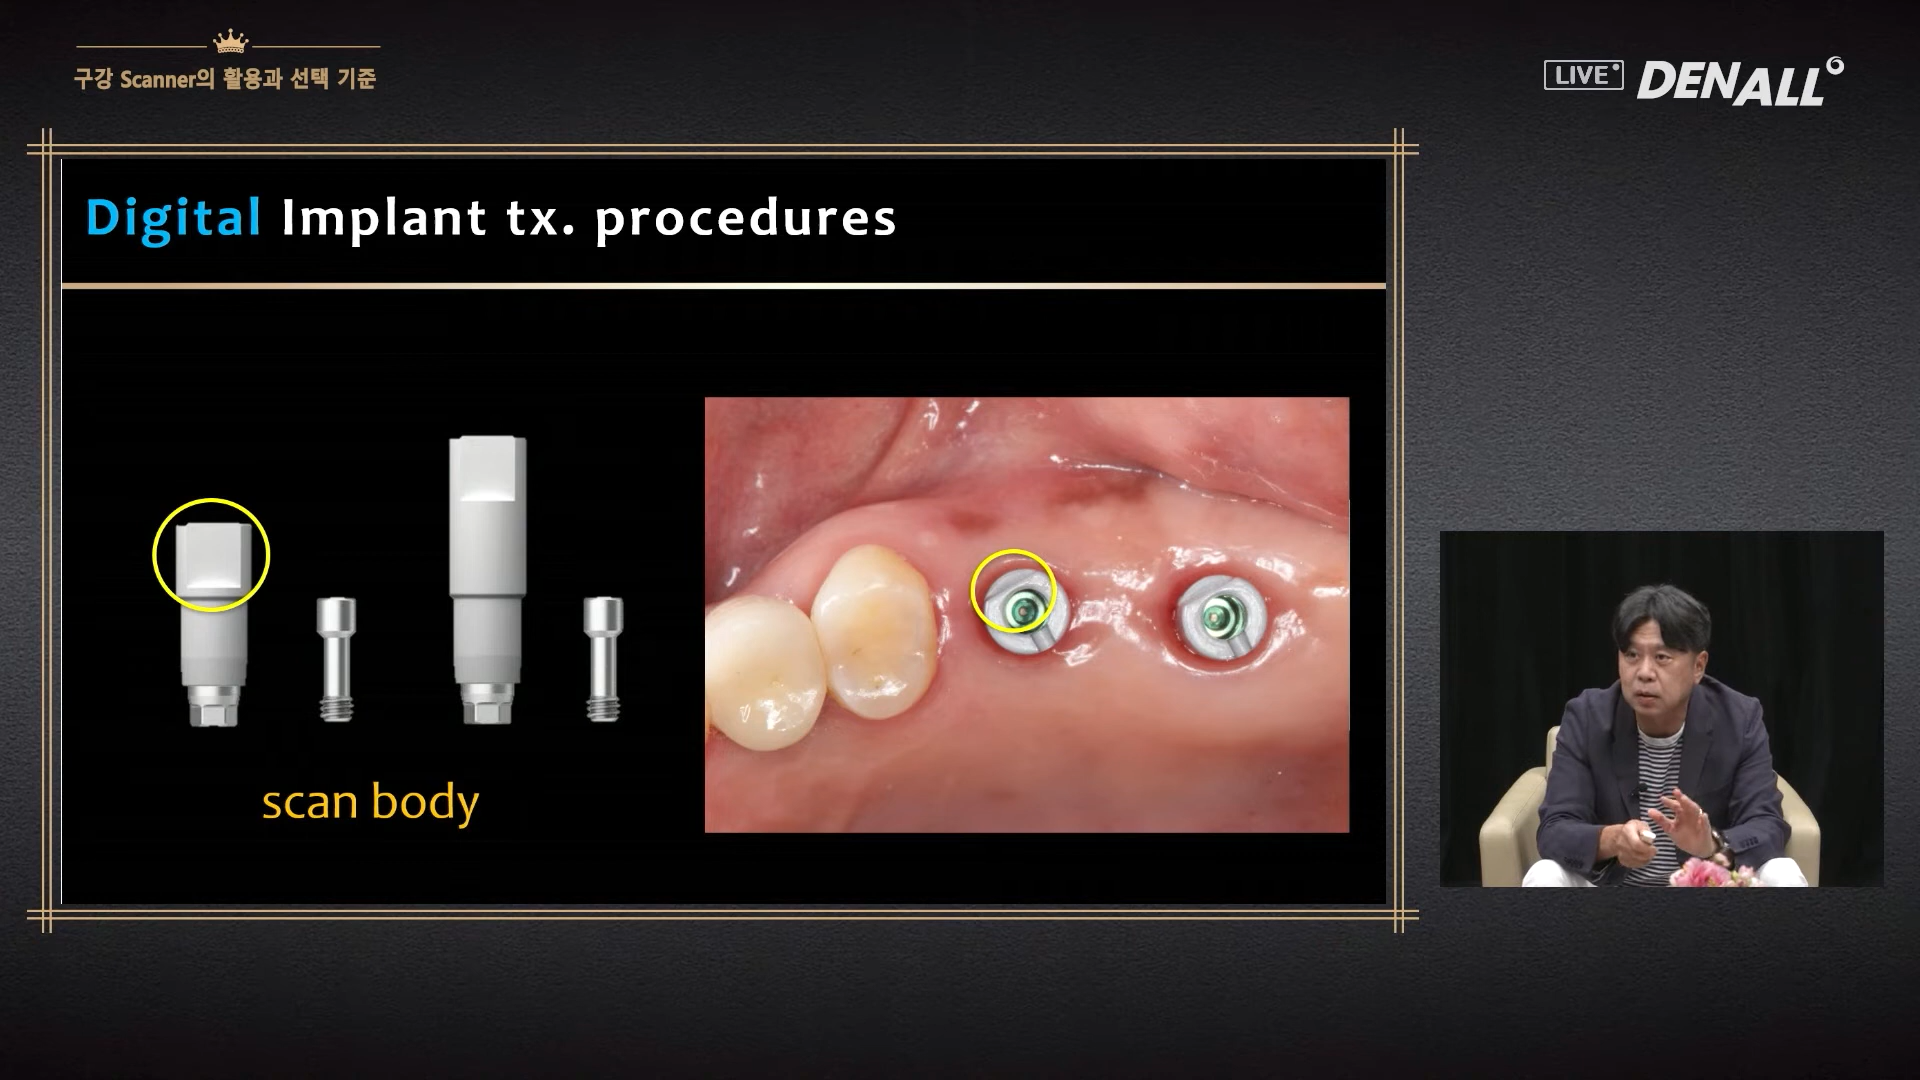 구강 Scanner의 활용과 선택 기준
LIVE
DENALL
Digital Implant tx. procedures
scan body